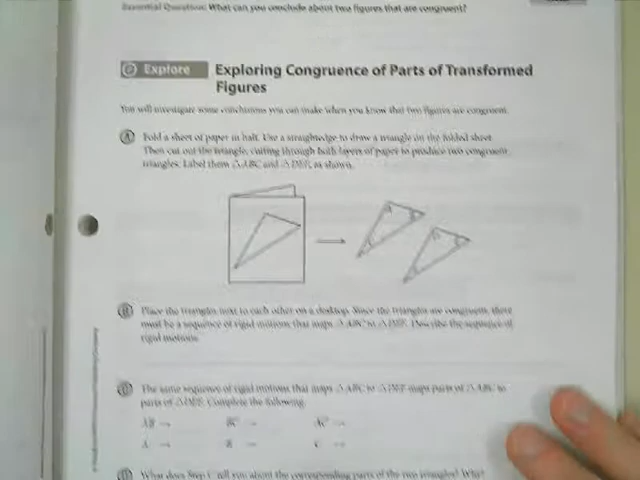 Essential Question: What can you conclude about two figures that are congruent?
Explore Exploring Congruence of Parts of Transformed
Figures
You will investigate some conclusions you can make when you know that two figures are congruent.
A Fold a sheet of paper in half. Use a straightedge to draw a triangle on the folded sheet.
Then cut out the triangle, cutting through both layers of paper to produce two congruent
triangles. Label them △ABC and △DEF, as shown.
B Place the triangles next to each other on a desktop. Since the triangles are congruent, there
must be a sequence of rigid motions that maps △ABC to △DEF. Describe the sequence of
rigid motions.
C The same sequence of rigid motions that maps △ABC to △DEF maps parts of △ABC to
parts of △DEF. Complete the following.
AB → BC → AC →
A → B → C →
D What does Step C tell you about the corresponding parts of the two triangles? Why?